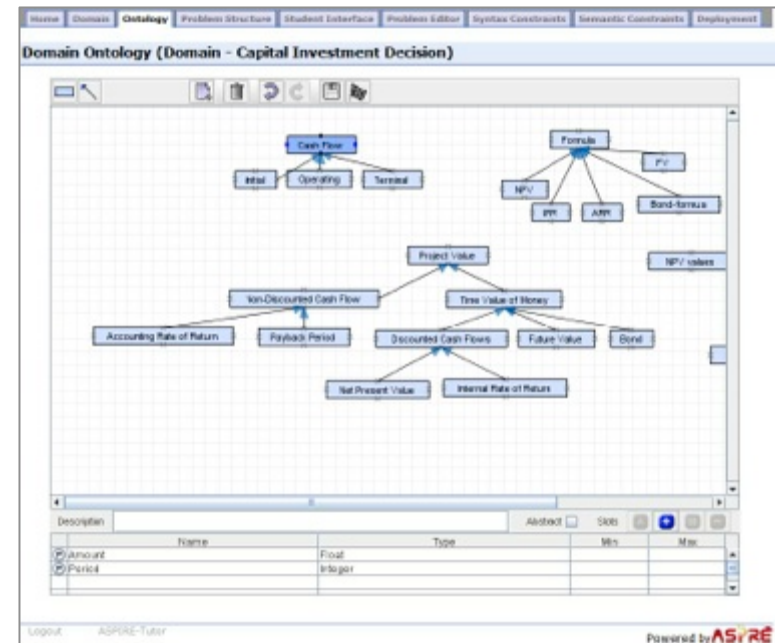 Home Domain Ontology Problem Structure Student Interface Problem Editor Syntax Constraints Semantic Constraints Deployment
Domain Ontology (Domain - Capital Investment Decision)
Cash Flow
Formula
FV
Initial Operating Terminal
NPV
IRR ARR Bond-formula
Project Value
NPV values
Non-Discounted Cash Flow Time Value of Money
Accounting Rate of Return Payback Period Discounted Cash Flows Future Value Bond
Net Present Value Internal Rate of Return
Description Abstract Slots
Name Type Min Max
P Amount Float
P Period Integer
Logout ASPIRE-Tutor Powered by ASPIRE